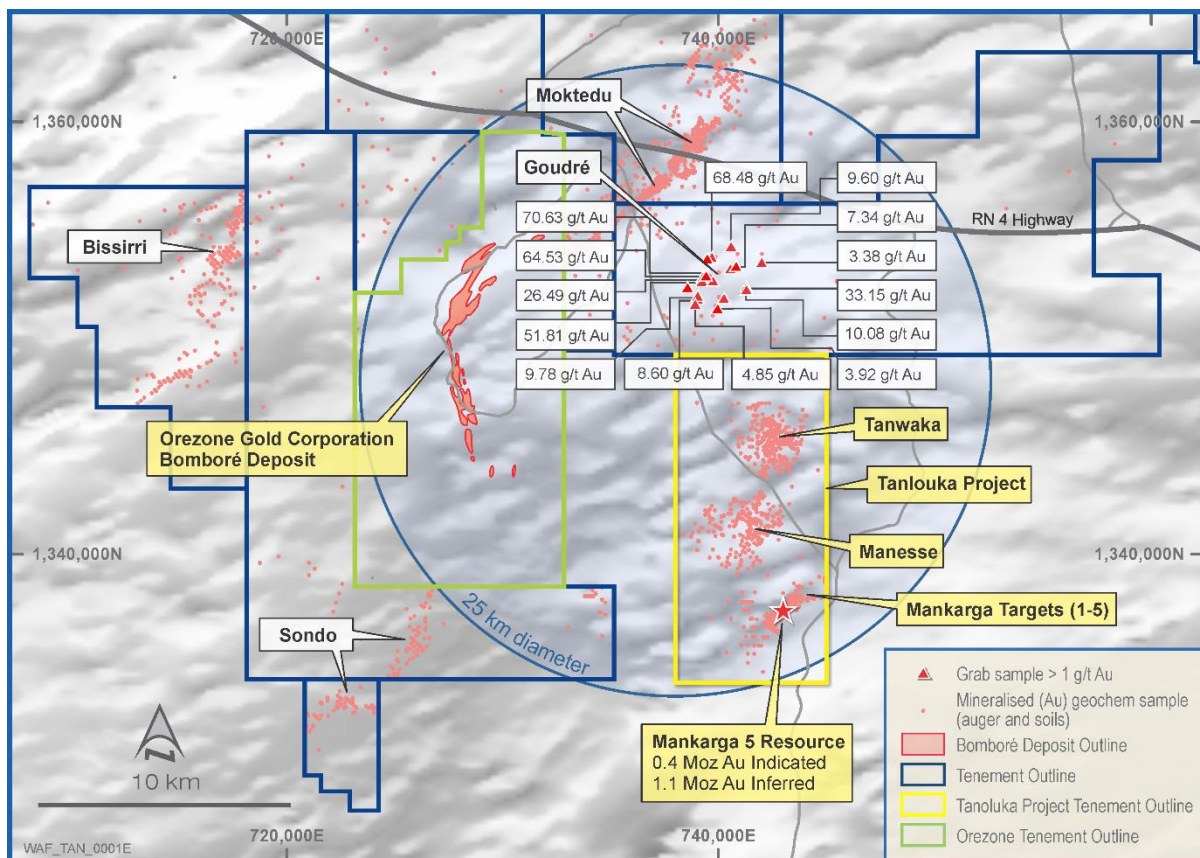 720,000E
740,000E
Moktedu
1,360,000N
1,360,000N
Goudré
68.48 g/t Au
9.60 g/t Au
70.63 g/t Au
7.34 g/t Au
RN 4 Highway
Bissirri
64.53 g/t Au
3.38 g/t Au
26.49 g/t Au
33.15 g/t Au
51.81 g/t Au
10.08 g/t Au
9.78 g/t Au
8.60 g/t Au
4.85 g/t Au
3.92 g/t Au
Orezone Gold Corporation
Bomboré Deposit
Tanwaka
Tanlouka Project
1,340,000N
Manesse
1,340,000N
Mankarga Targets (1-5)
25 km diameter
Sondo
Mankarga 5 Resource
0.4 Moz Au Indicated
1.1 Moz Au Inferred
Grab sample > 1 g/t Au
Mineralised (Au) geochem sample
(auger and soils)
Bomboré Deposit Outline
Tenement Outline
Tanoluka Project Tenement Outline
Orezone Tenement Outline
N
10 km
720,000E
740,000E
WAF_TAN_0001E